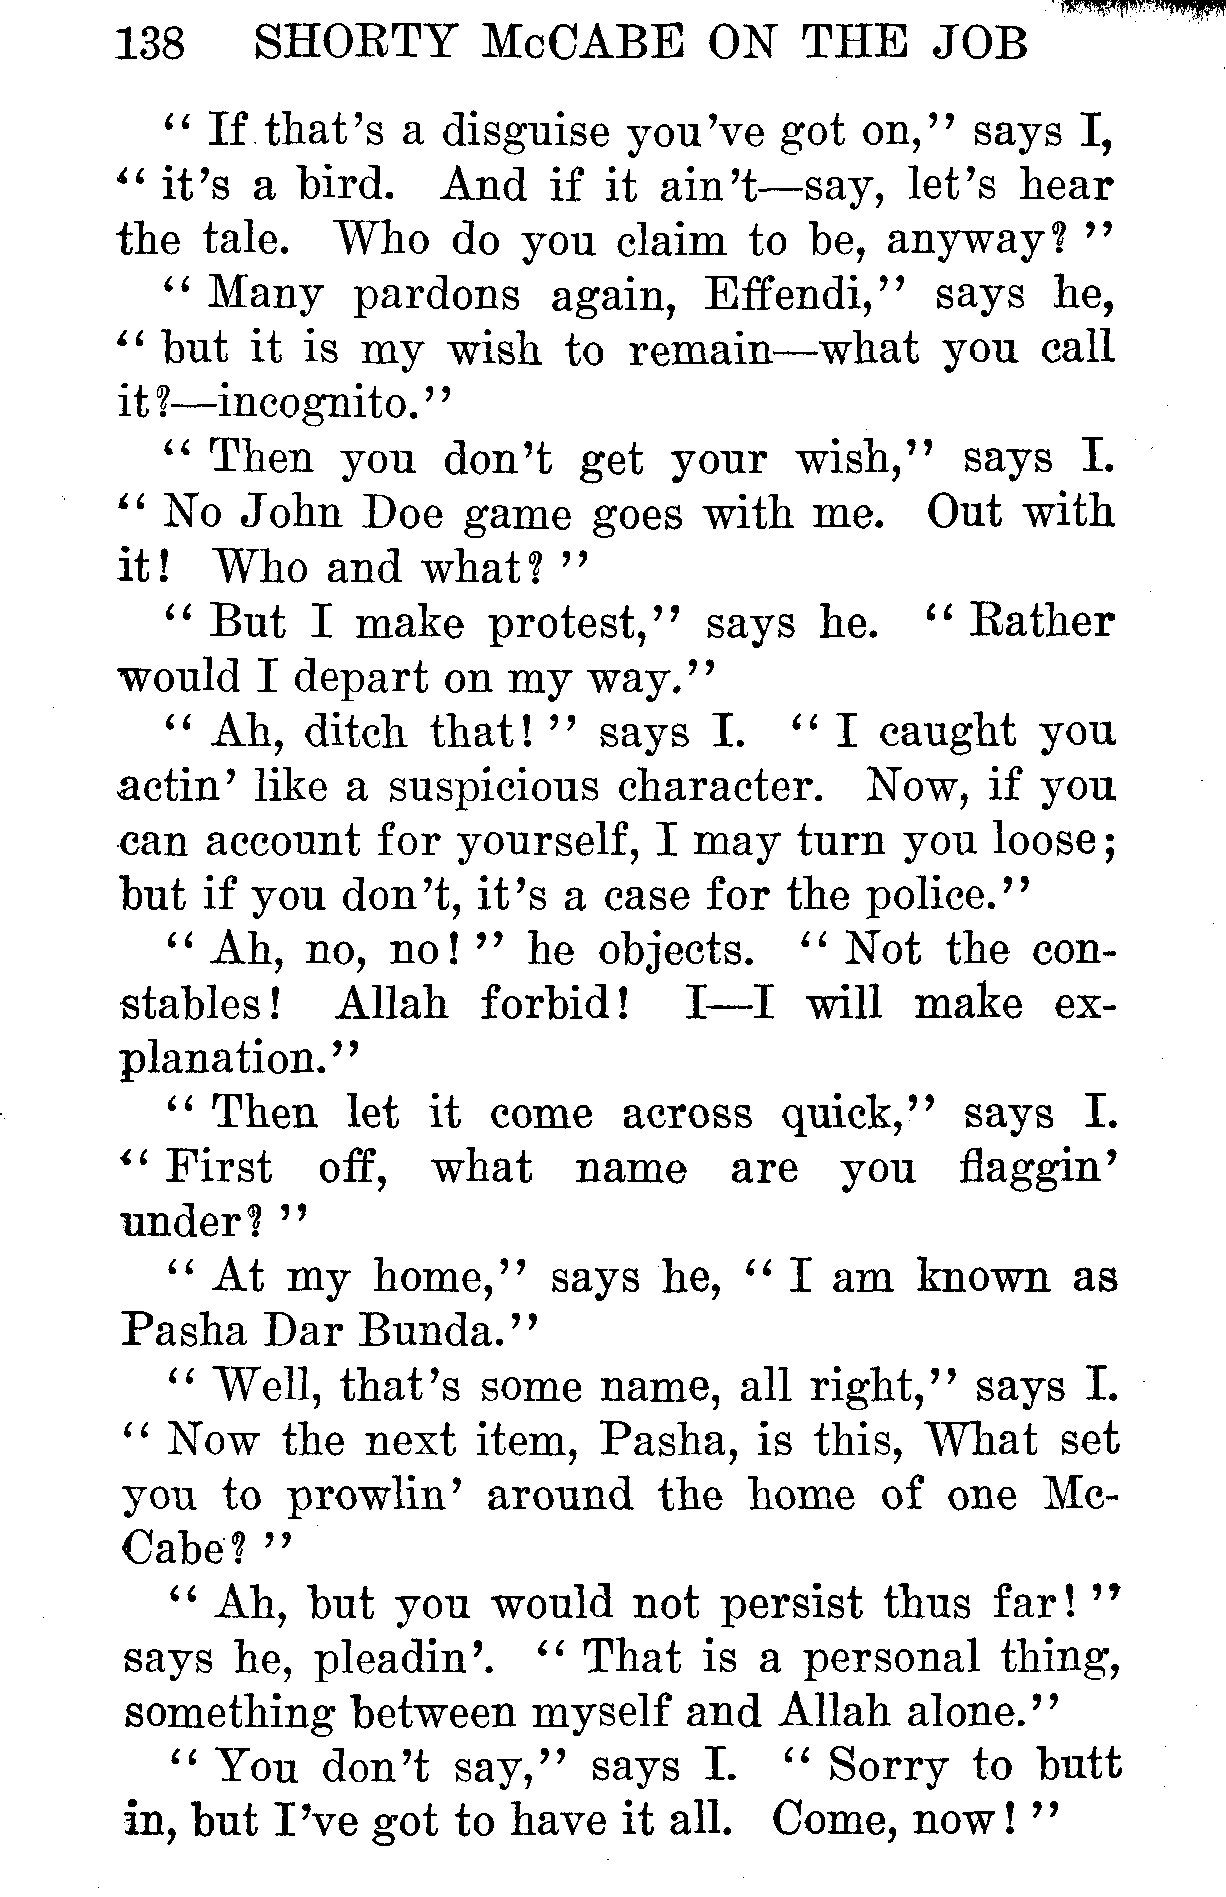 138 SHORTY McCABE ON THE JOB
“ If that’s a disguise you’ve got on,” says I,
“ it’s a bird. And if it ain’t—say, let’s hear
the tale. Who do you claim to be, anyway? ”
“ Many pardons again, Effendi,” says he,
“ but it is my wish to remain—what you call
it?—incognito.”
“ Then you don’t get your wish,” says I.
“ No John Doe game goes with me. Out with
it! Who and what? ”
“ But I make protest,” says he. “ Rather
would I depart on my way.”
“ Ah, ditch that! ” says I. “ I caught you
actin’ like a suspicious character. Now, if you
can account for yourself, I may turn you loose;
but if you don’t, it’s a case for the police.”
“ Ah, no, no! ” he objects. “ Not the con-
stables! Allah forbid! I—I will make ex-
planation.”
“ Then let it come across quick,” says I.
“ First off, what name are you flaggin’
under? ”
“ At my home,” says he, “ I am known as
Pasha Dar Bunda.”
“ Well, that’s some name, all right,” says I.
“ Now the next item, Pasha, is this, What set
you to prowlin’ around the home of one Mc-
Cabe? ”
“ Ah, but you would not persist thus far! ”
says he, pleadin’. “ That is a personal thing,
something between myself and Allah alone.”
“ You don’t say,” says I. “ Sorry to butt
in, but I’ve got to have it all. Come, now! ”